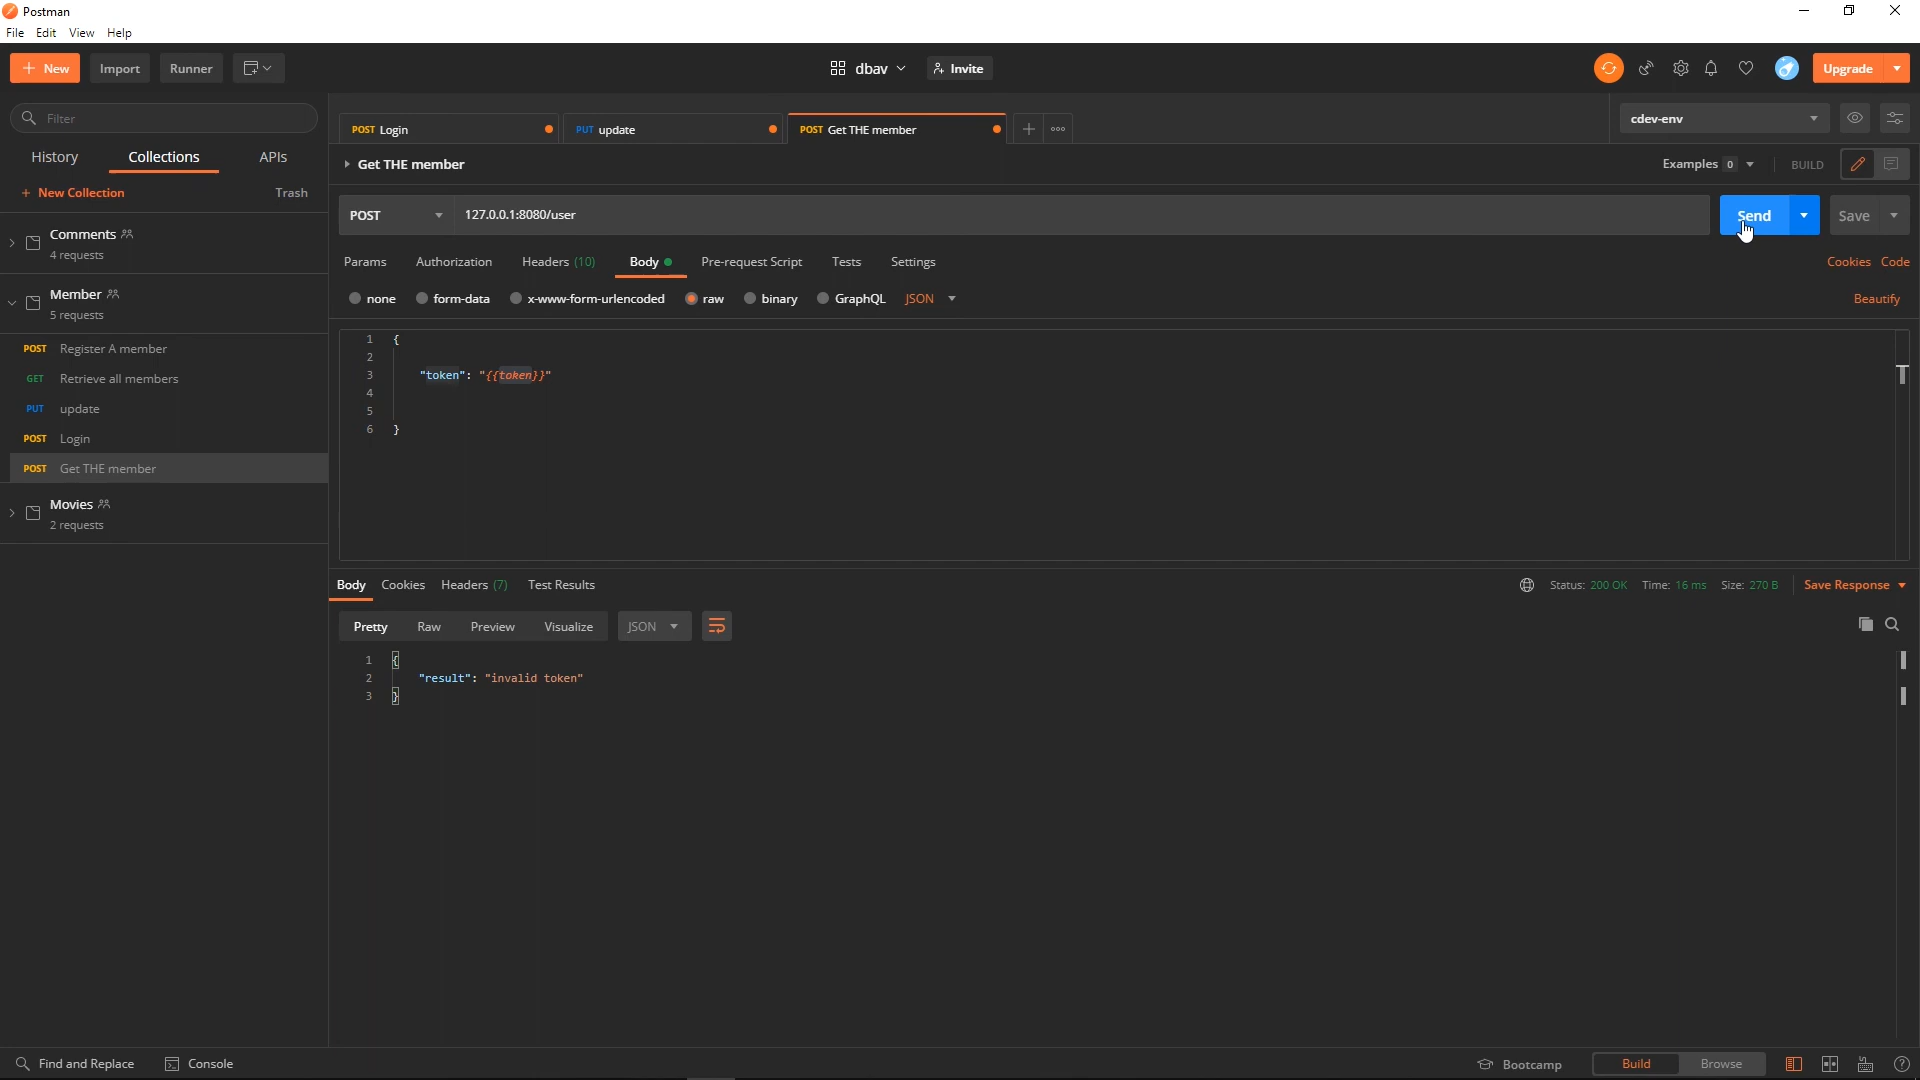 Postman
File Edit View Help
+ New Import Runner dbav Invite Upgrade
Filter
History Collections APIs
+ New Collection Trash
Comments
4 requests
Member
5 requests
POST Register A member
GET Retrieve all members
PUT update
POST Login
POST Get THE member
Movies
2 requests
POST Login PUT update POST Get THE member cdev-env
Get THE member Examples 0 BUILD
POST 127.0.0.1:8080/user Send Save
Params Authorization Headers (10) Body Pre-request Script Tests Settings Cookies Code
none form-data x-www-form-urlencoded raw binary GraphQL JSON Beautify
1 {
2
3 "token": "{{token}}"
4
5
6 }
Body Cookies Headers (7) Test Results Status: 200 OK Time: 16 ms Size: 270 B Save Response
Pretty Raw Preview Visualize JSON
1 {
2 "result": "invalid token"
3 }
Find and Replace Console Bootcamp Build Browse